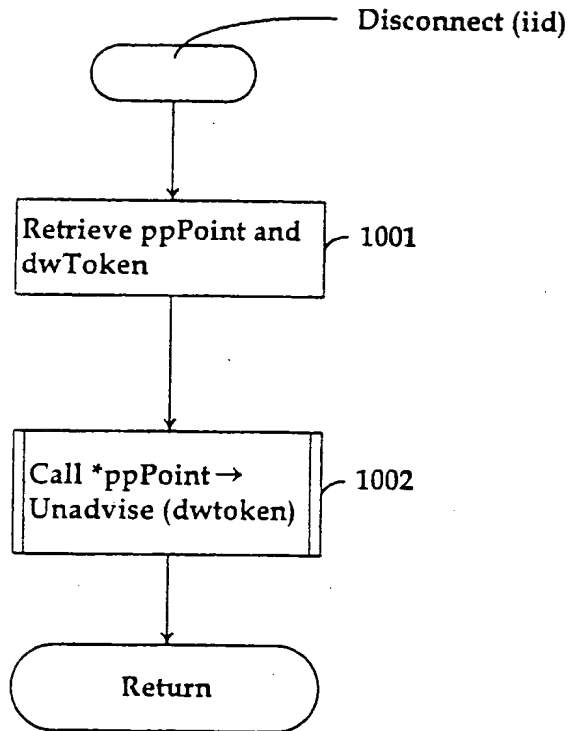 Disconnect (iid)
Retrieve ppPoint and
dwToken
1001
Call *ppPoint→
Unadvise (dwtoken)
1002
Return